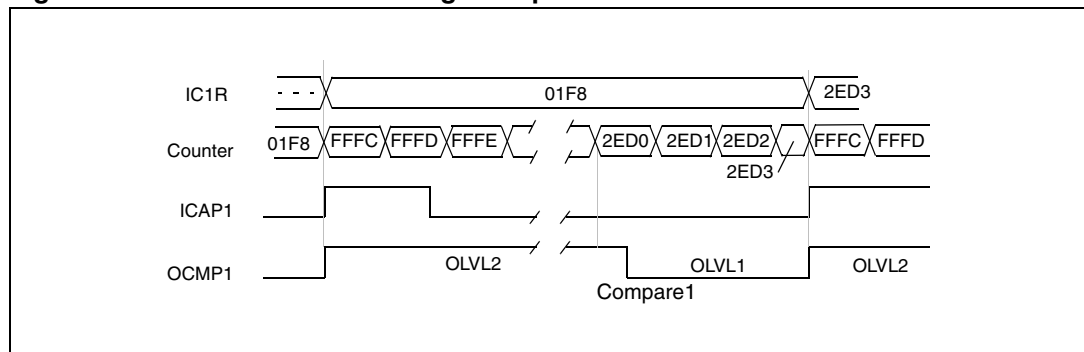 IC1R - - - 01F8 2ED3
Counter 01F8 FFFC FFFD FFFE 2ED0 2ED1 2ED2 FFFC FFFD
2ED3
ICAP1
OCMP1 OLVL2 OLVL1 OLVL2
Compare1